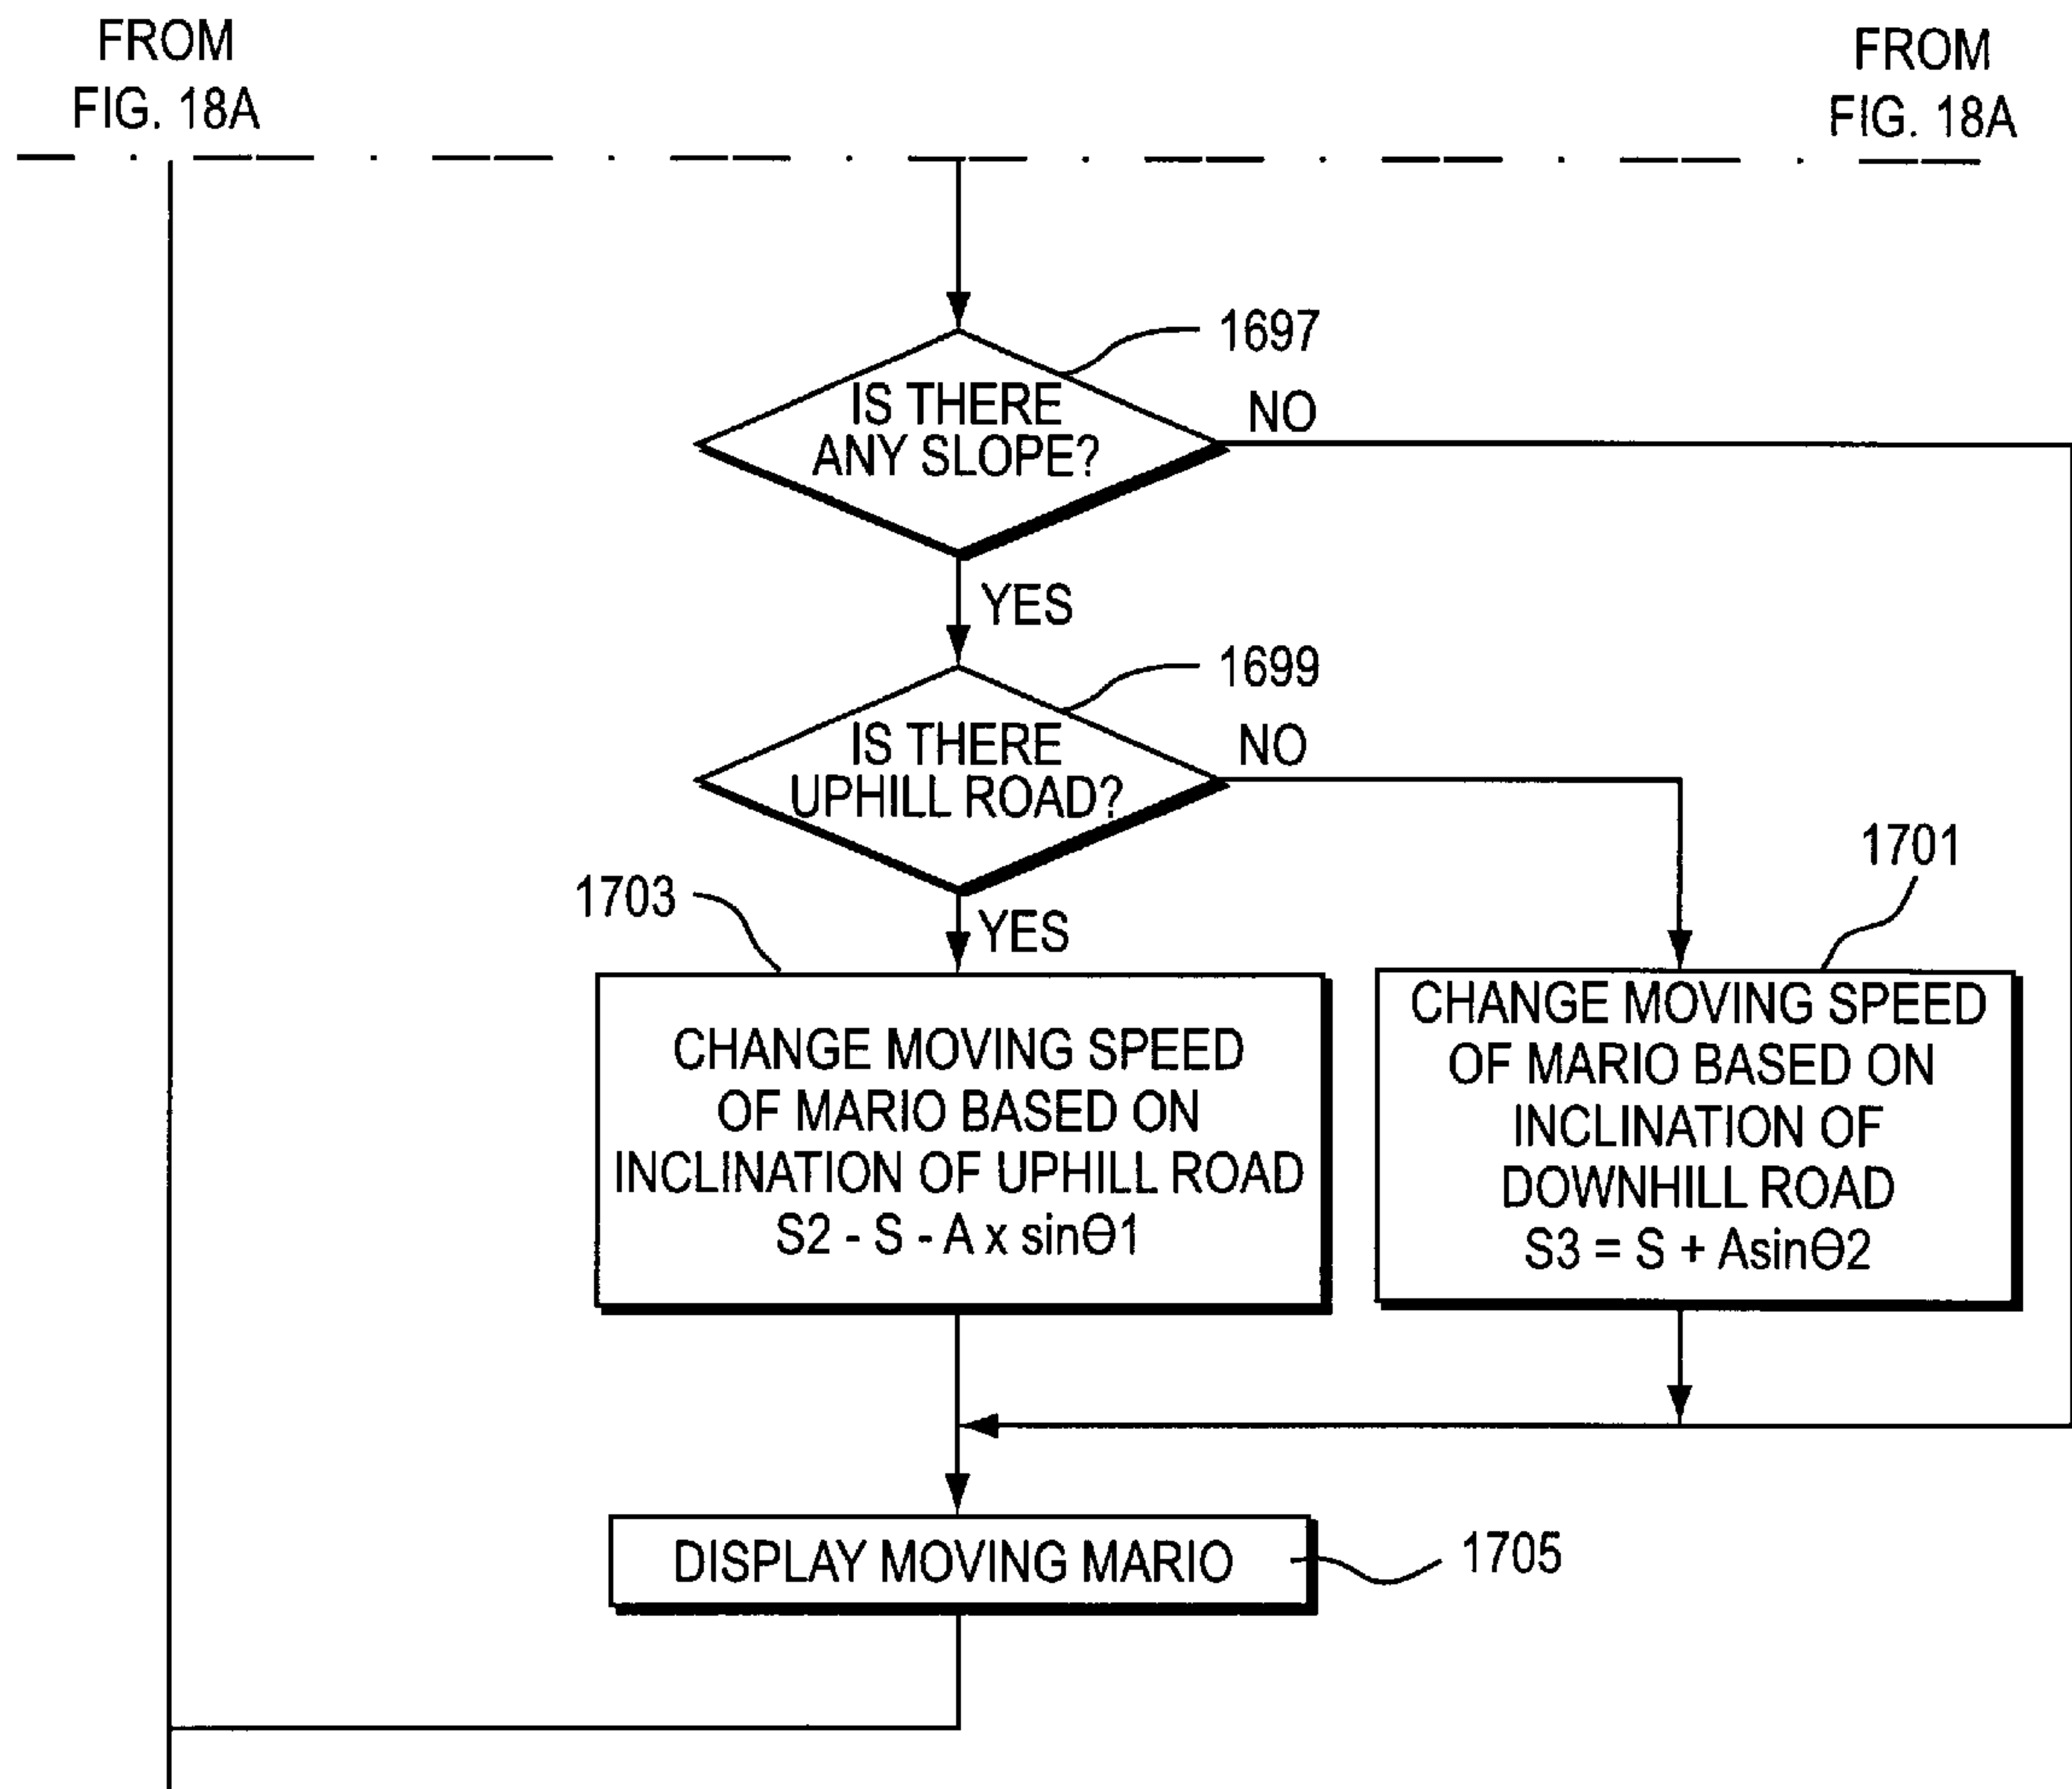 FROM
FIG. 18A
FROM
FIG. 18A
1697
IS THERE
ANY SLOPE?
NO
YES
1699
IS THERE
UPHILL ROAD?
NO
YES
1703
CHANGE MOVING SPEED
OF MARIO BASED ON
INCLINATION OF UPHILL ROAD
S2 - S - A x sinΘ1
1701
CHANGE MOVING SPEED
OF MARIO BASED ON
INCLINATION OF
DOWNHILL ROAD
S3 = S + AsinΘ2
DISPLAY MOVING MARIO
1705